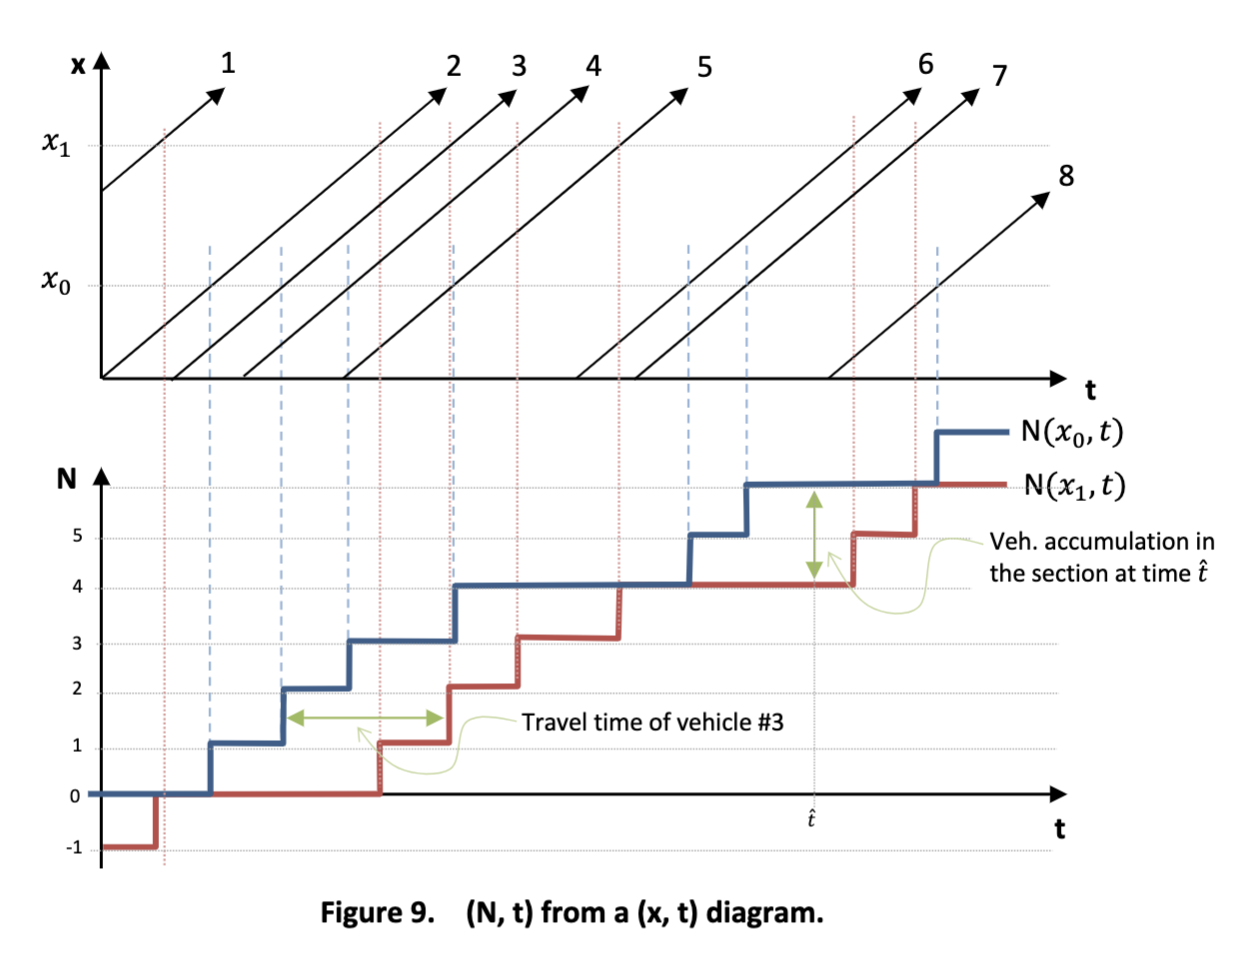 x
1
2
3
4
5
6
7
8
x₁
x₀
t
N
N(x₀, t)
N(x₁, t)
5
4
3
2
1
0
-1
Veh. accumulation in
the section at time t̂
Travel time of vehicle #3
t̂
t
Figure 9. (N, t) from a (x, t) diagram.